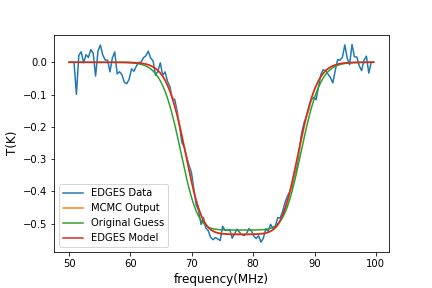 0.0
−0.1
−0.2
−0.3
−0.4
−0.5
T(K)
EDGES Data
MCMC Output
Original Guess
EDGES Model
50 60 70 80 90 100
frequency(MHz)